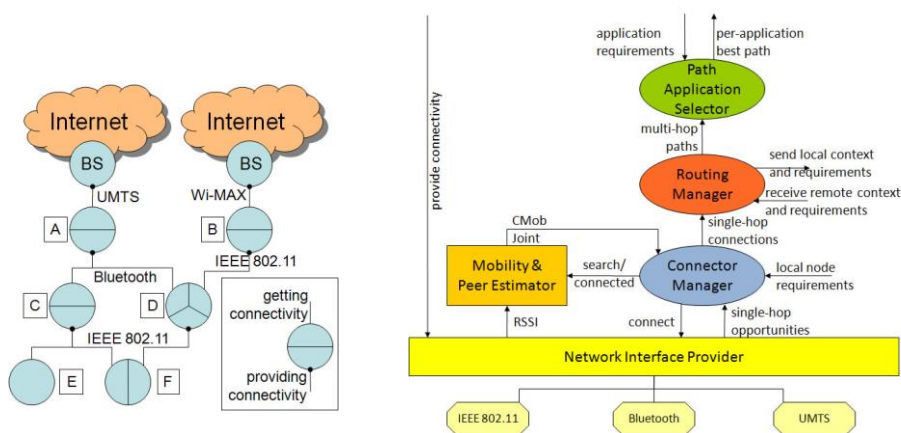 Internet
Internet
BS
BS
UMTS
Wi-MAX
A
B
IEEE 802.11
Bluetooth
C
D
IEEE 802.11
E
F
getting
connectivity
providing
connectivity
application
requirements
per-application
best path
Path
Application
Selector
provide connectivity
multi-hop
paths
Routing
Manager
send local context
and requirements
receive remote context
and requirements
single-hop
connections
CMob
Joint
Mobility &
Peer Estimator
search/
connected
Connector
Manager
local node
requirements
RSSI
connect
single-hop
opportunities
Network Interface Provider
IEEE 802.11
Bluetooth
UMTS